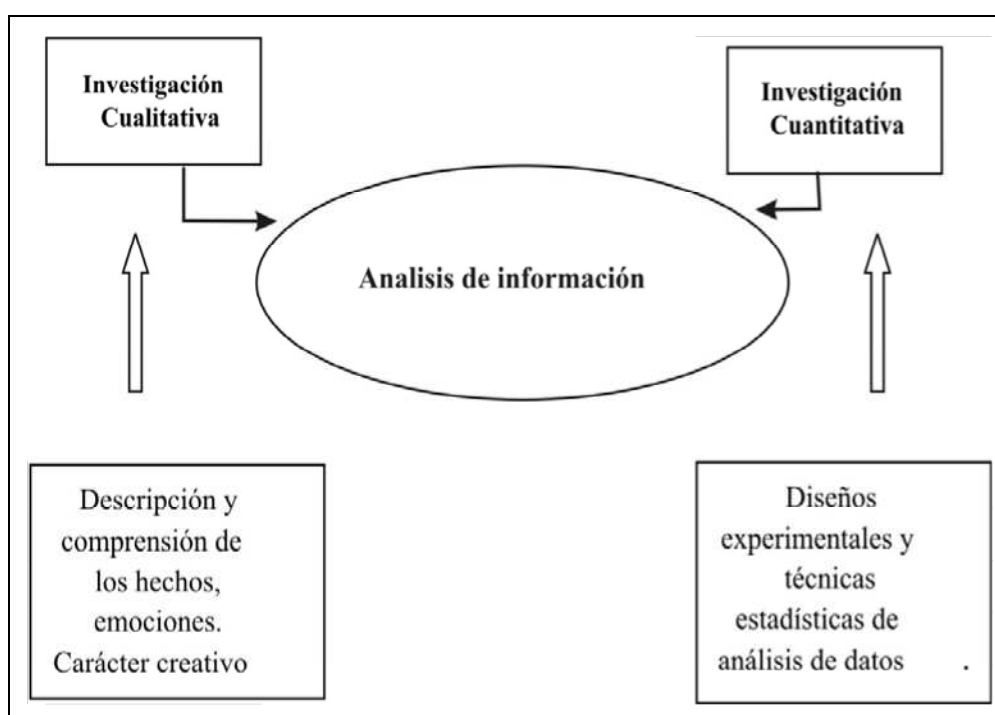 Investigación
Cualitativa
Investigación
Cuantitativa
Analisis de información
Descripción y
comprensión de
los hechos,
emociones.
Carácter creativo
Diseños
experimentales y
técnicas
estadísticas de
análisis de datos .